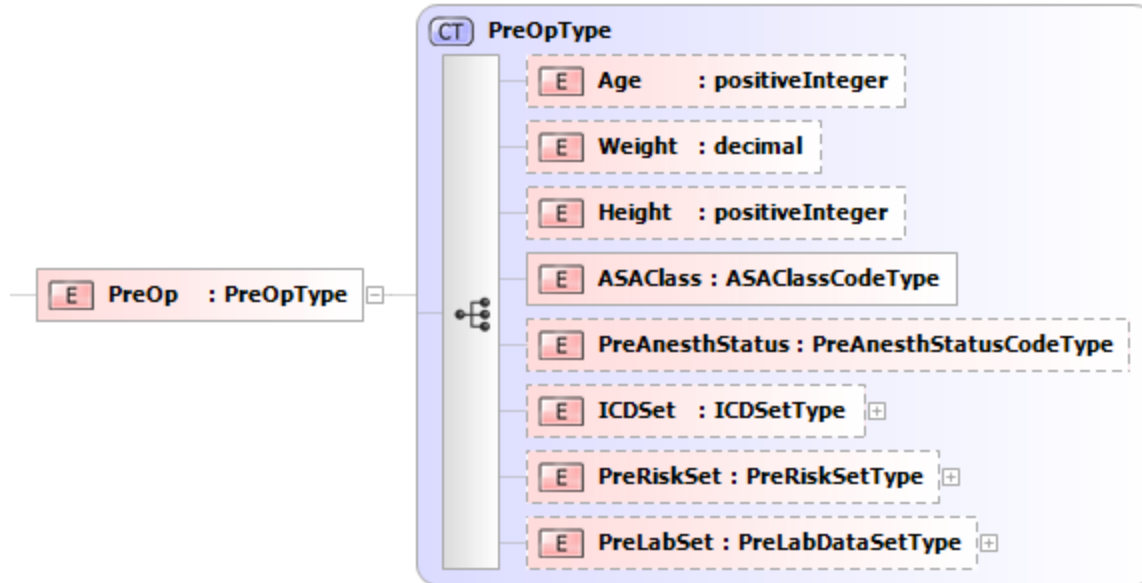 CT PreOpType
E Age : positiveInteger
E Weight : decimal
E Height : positiveInteger
E ASAClass : ASAClassCodeType
E PreOp : PreOpType
E PreAnesthStatus : PreAnesthStatusCodeType
E ICDSet : ICDSetType
E PreRiskSet : PreRiskSetType
E PreLabSet : PreLabDataSetType